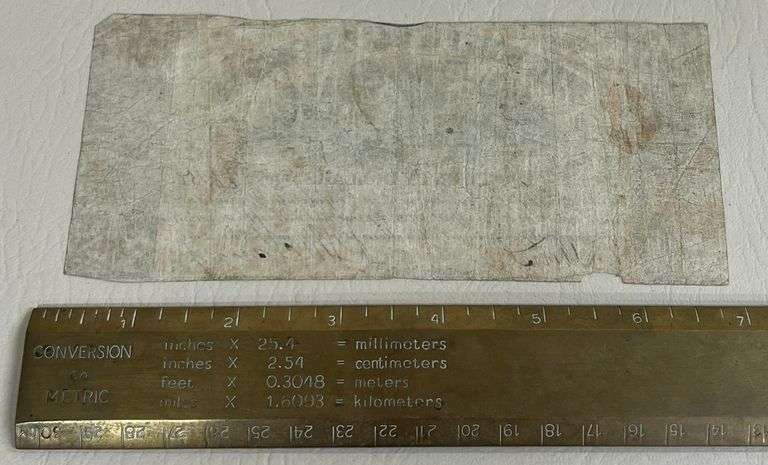 1 2 3 4 5 6 7
CONVERSION
to
METRIC
inches X 25.4 = millimeters
inches X 2.54 = centimeters
feet X 0.3048 = meters
miles X 1.6093 = kilometers
30 29 28 27 26 25 24 23 22 21 20 19 18 17 16 15 14 13